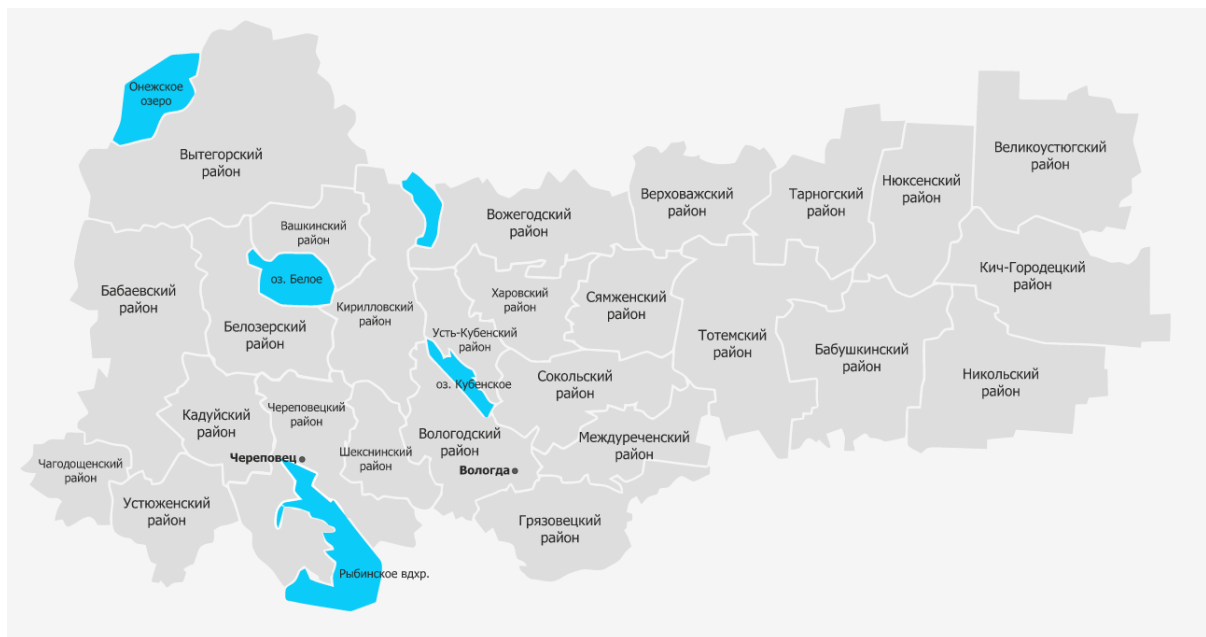 Онежское
озеро
Вытегорский
район
Великоустюгский
район
Нюксенский
район
Тарногский
район
Верховажский
район
Вожегодский
район
Вашкинский
район
оз. Белое
Кич-Городецкий
район
Бабаевский
район
Харовский
район
Сямженский
район
Кирилловский
район
Белозерский
район
Усть-Кубенский
район
Тотемский
район
Бабушкинский
район
Никольский
район
Сокольский
район
оз. Кубенское
Кадуйский
район
Череповецкий
район
Вологодский
район
Междуреченский
район
Шекснинский
район
Череповец
Вологда
Чагодощенский
район
Устюженский
район
Грязовецкий
район
Рыбинское вдхр.